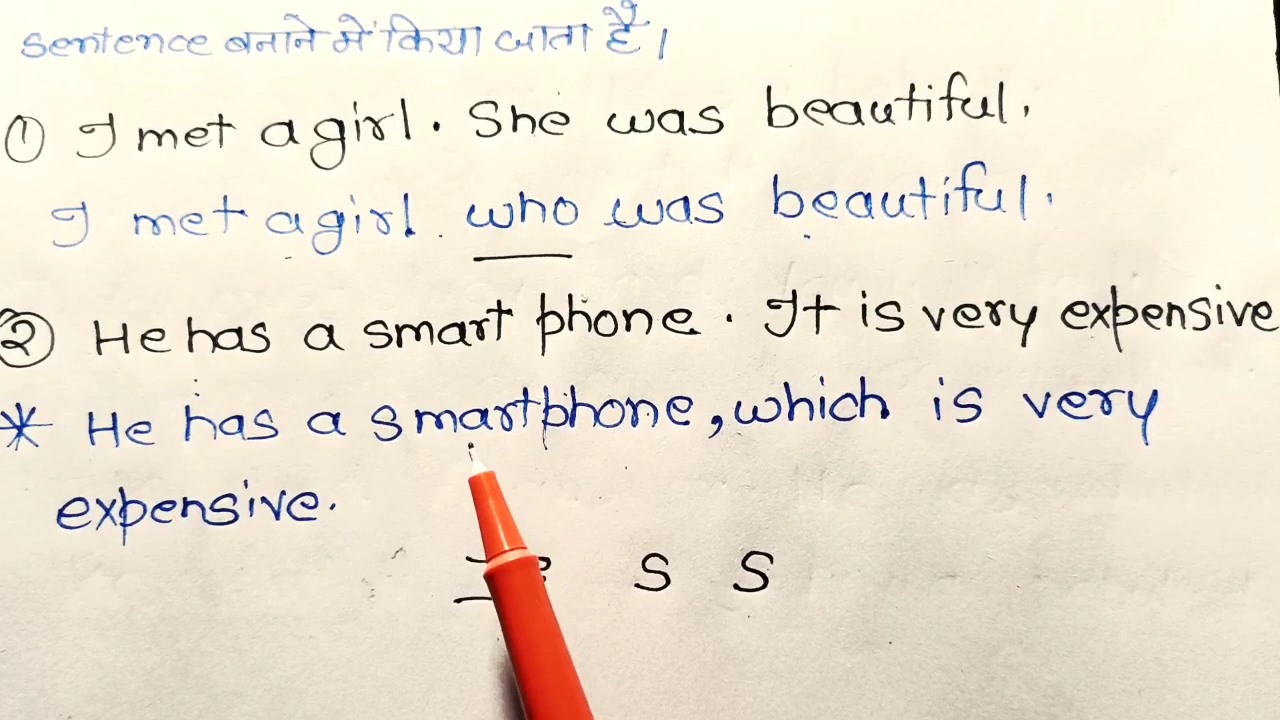 sentence बनाने में किया जाता है।
① I met a girl. She was beautiful.
I met a girl who was beautiful.
② He has a smart phone. It is very expensive
* He has a smartphone, which is very
expensive.
S S